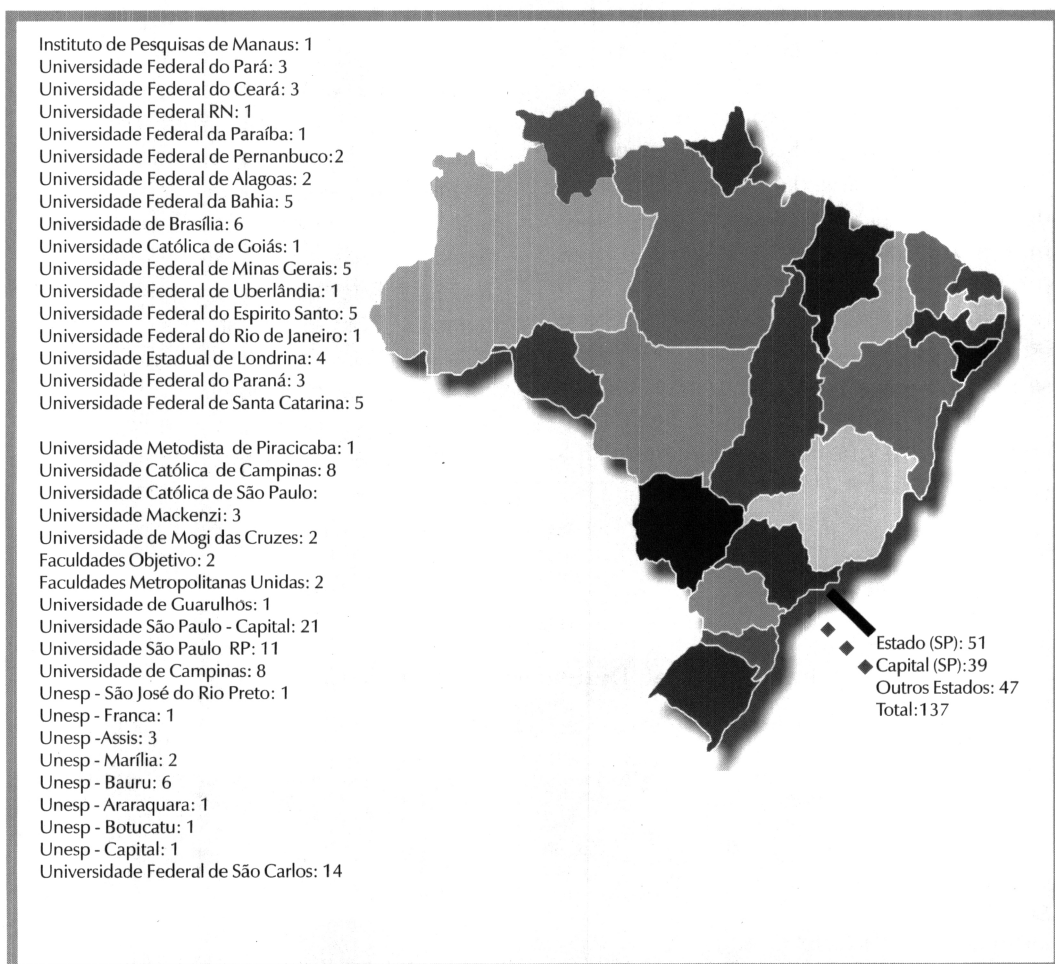 Instituto de Pesquisas de Manaus: 1
Universidade Federal do Pará: 3
Universidade Federal do Ceará: 3
Universidade Federal RN: 1
Universidade Federal da Paraíba: 1
Universidade Federal de Pernanbuco:2
Universidade Federal de Alagoas: 2
Universidade Federal da Bahia: 5
Universidade de Brasília: 6
Universidade Católica de Goiás: 1
Universidade Federal de Minas Gerais: 5
Universidade Federal de Uberlândia: 1
Universidade Federal do Espirito Santo: 5
Universidade Federal do Rio de Janeiro: 1
Universidade Estadual de Londrina: 4
Universidade Federal do Paraná: 3
Universidade Federal de Santa Catarina: 5
Universidade Metodista de Piracicaba: 1
Universidade Católica de Campinas: 8
Universidade Católica de São Paulo:
Universidade Mackenzi: 3
Universidade de Mogi das Cruzes: 2
Faculdades Objetivo: 2
Faculdades Metropolitanas Unidas: 2
Universidade de Guarulhos: 1
Universidade São Paulo - Capital: 21
Universidade São Paulo RP: 11
Universidade de Campinas: 8
Unesp - São José do Rio Preto: 1
Unesp - Franca: 1
Unesp -Assis: 3
Unesp - Marília: 2
Unesp - Bauru: 6
Unesp - Araraquara: 1
Unesp - Botucatu: 1
Unesp - Capital: 1
Universidade Federal de São Carlos: 14
Estado (SP): 51
Capital (SP):39
Outros Estados: 47
Total:137